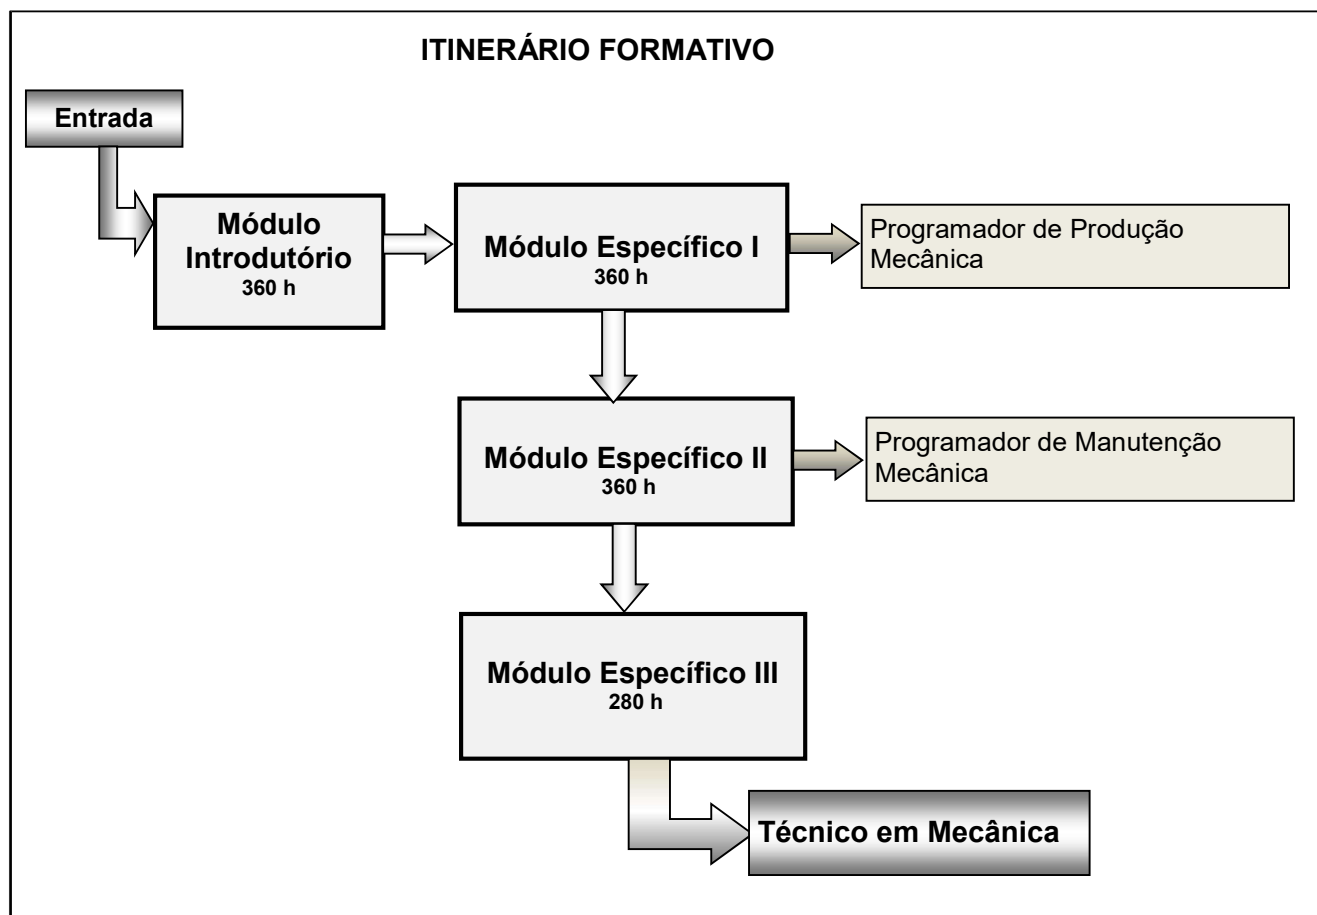 ITINERÁRIO FORMATIVO
Entrada
Módulo
Introdutório
360 h
Módulo Específico I
360 h
Programador de Produção
Mecânica
Módulo Específico II
360 h
Programador de Manutenção
Mecânica
Módulo Específico III
280 h
Técnico em Mecânica